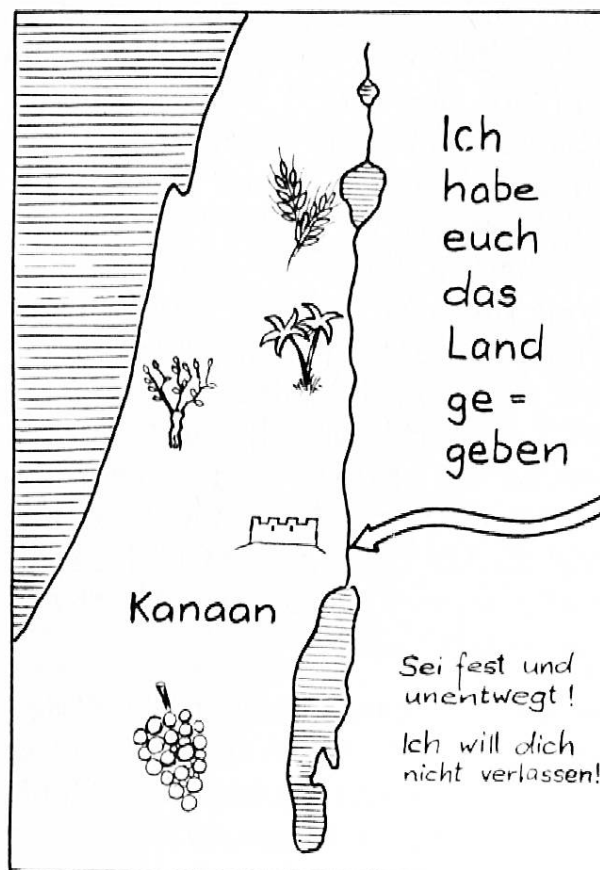 Ich
habe
euch
das
Land
ge =
geben
Kanaan
Sei fest und
unentwegt!
Ich will dich
nicht verlassen!